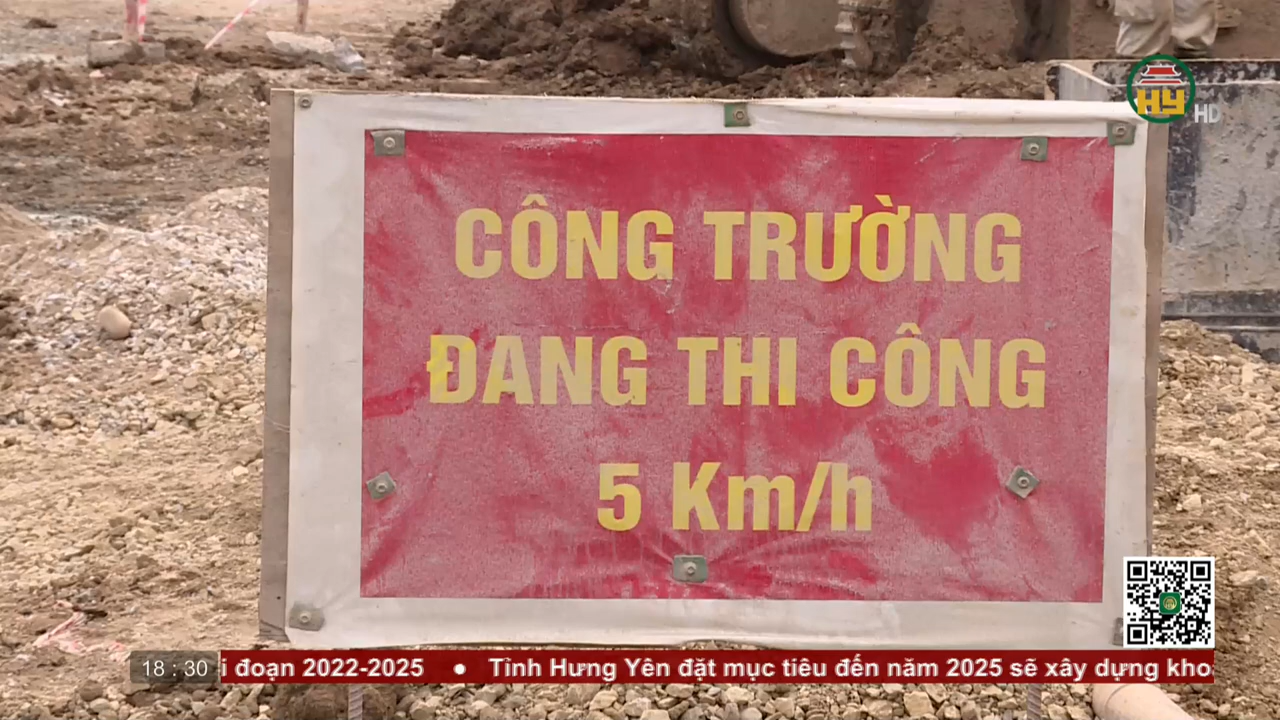 HY HD
CÔNG TRƯỜNG
ĐANG THI CÔNG
5 Km/h
18 : 30 i đoạn 2022-2025 ● Tỉnh Hưng Yên đặt mục tiêu đến năm 2025 sẽ xây dựng kho